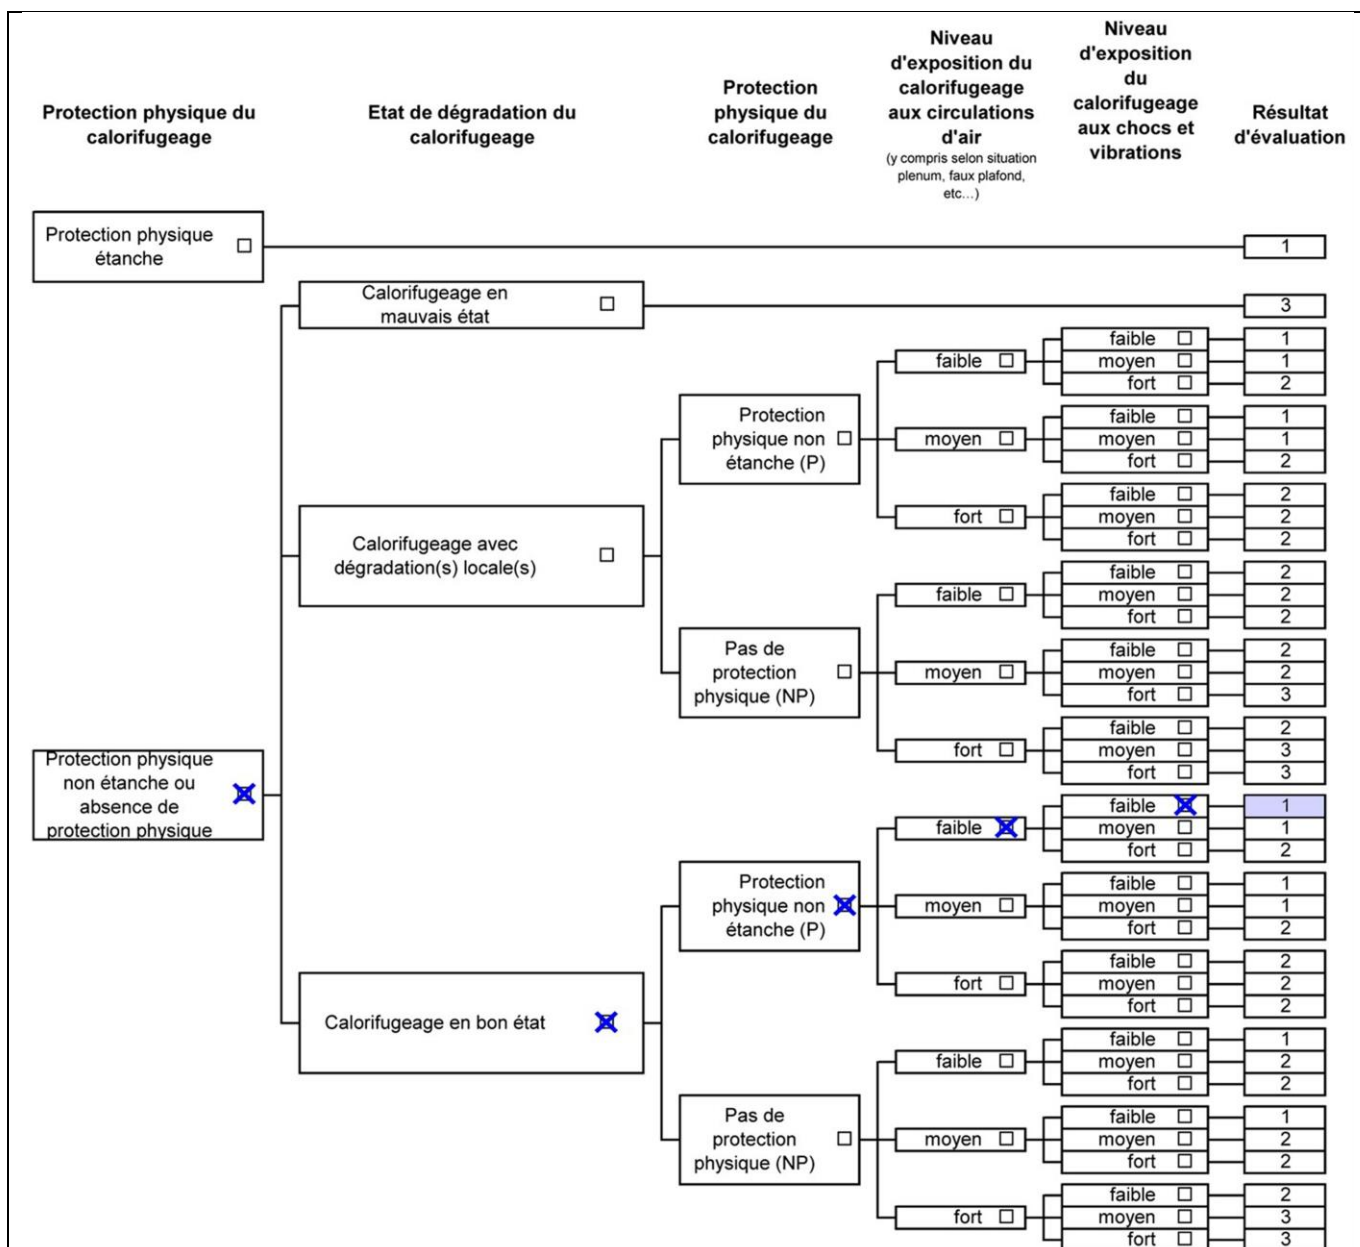 Protection physique du
calorifugeage
Etat de dégradation du
calorifugeage
Protection
physique du
calorifugeage
Niveau
d'exposition du
calorifugeage
aux circulations
d'air
(y compris selon situation
plenum, faux plafond,
etc...)
Niveau
d'exposition
du
calorifugeage
aux chocs et
vibrations
Résultat
d'évaluation
Protection physique
étanche
1
Calorifugeage en
mauvais état
3
Calorifugeage avec
dégradation(s) locale(s)
Protection
physique non
étanche (P)
faible
faible 1
moyen 1
fort 2
moyen
faible 1
moyen 1
fort 2
fort
faible 2
moyen 2
fort 2
Pas de
protection
physique (NP)
faible
faible 2
moyen 2
fort 2
moyen
faible 2
moyen 2
fort 3
fort
faible 2
moyen 3
fort 3
Protection physique
non étanche ou
absence de
protection physique
Calorifugeage en bon état
Protection
physique non
étanche (P)
faible
faible 1
moyen 1
fort 2
moyen
faible 1
moyen 1
fort 2
fort
faible 2
moyen 2
fort 2
Pas de
protection
physique (NP)
faible
faible 1
moyen 2
fort 2
moyen
faible 1
moyen 2
fort 2
fort
faible 2
moyen 3
fort 3